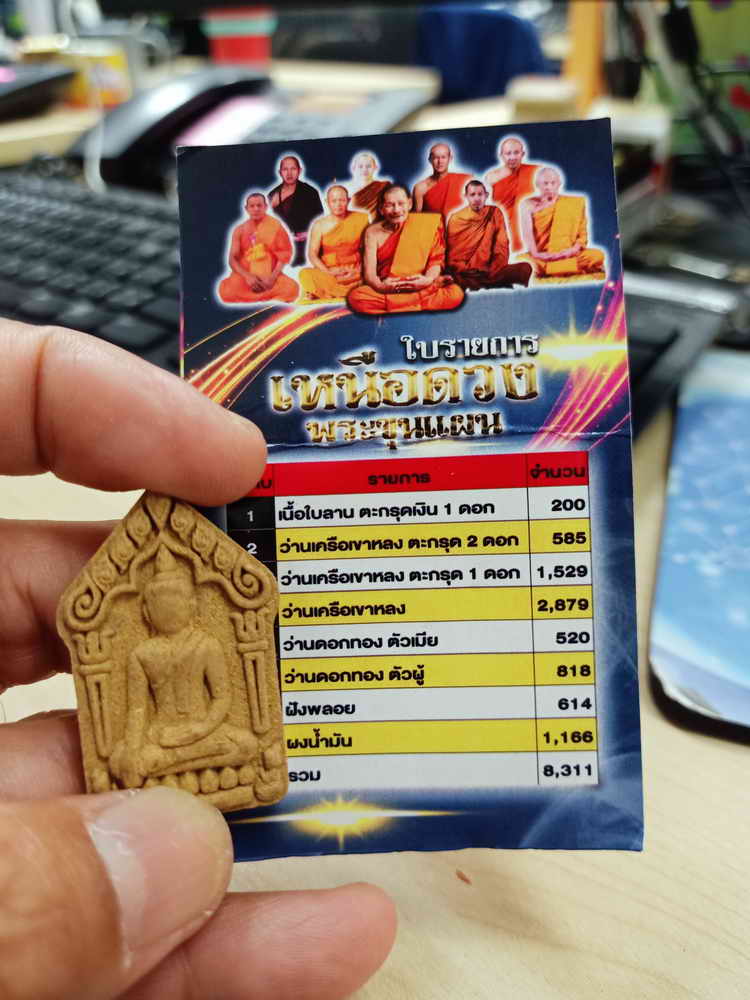 ใบรายการ
เหนือดวง
พระขุนแผน
รายการ จำนวน
1 เนื้อใบลาน ตะกรุดเงิน 1 ดอก 200
2 ว่านเครือเขาหลง ตะกรุด 2 ดอก 585
ว่านเครือเขาหลง ตะกรุด 1 ดอก 1,529
ว่านเครือเขาหลง 2,879
ว่านดอกทอง ตัวเมีย 520
ว่านดอกทอง ตัวผู้ 818
ฝังพลอย 614
ผงน้ำมัน 1,166
รวม 8,311